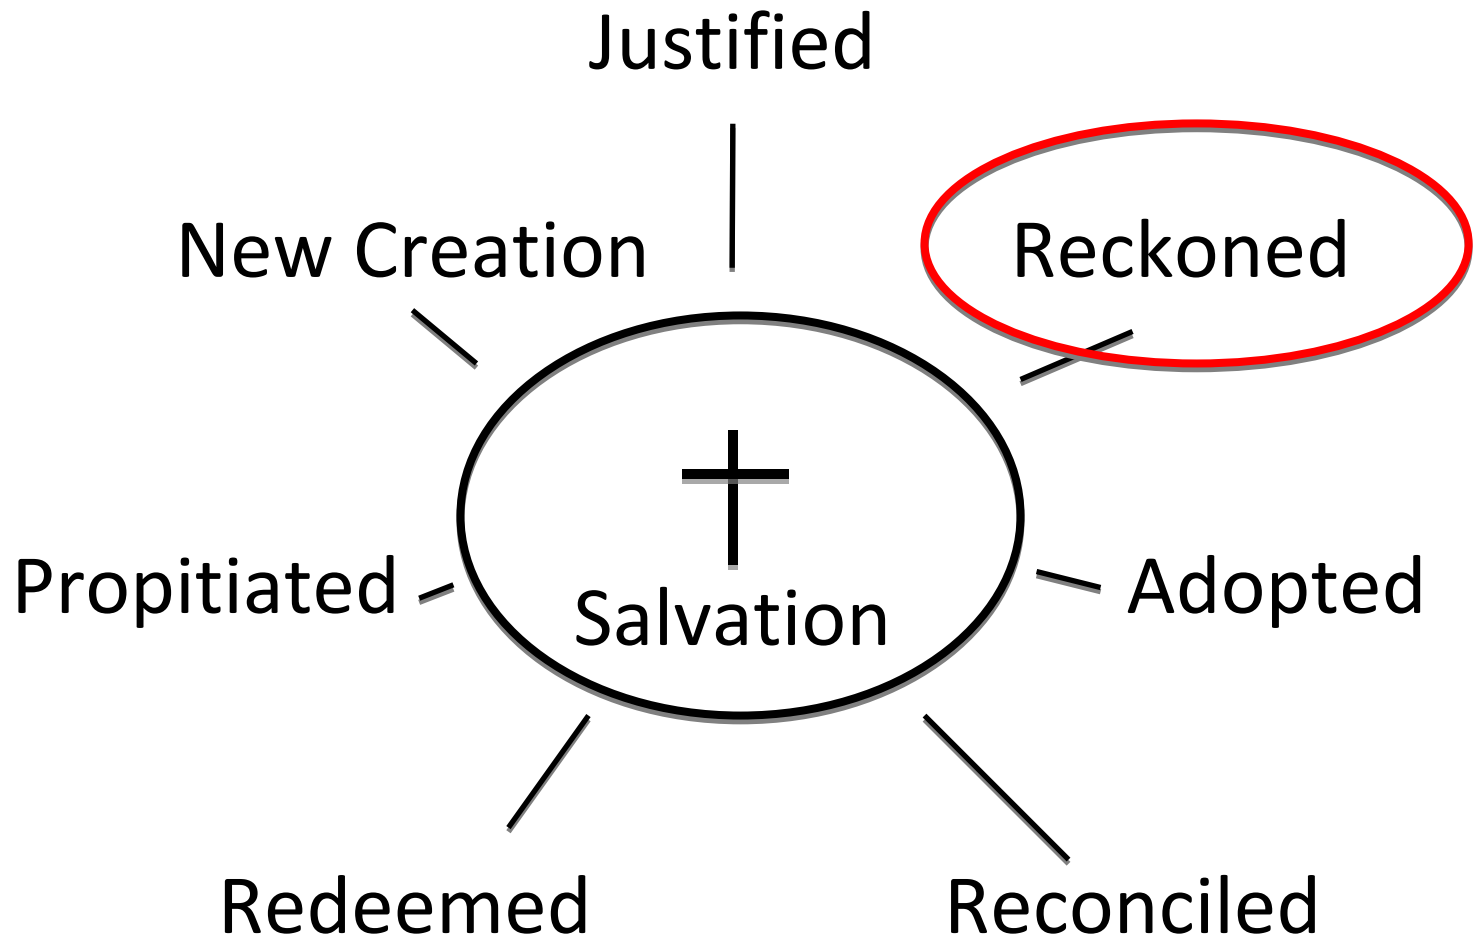 Justified
New Creation
Reckoned
Propitiated
Salvation
Adopted
Redeemed
Reconciled